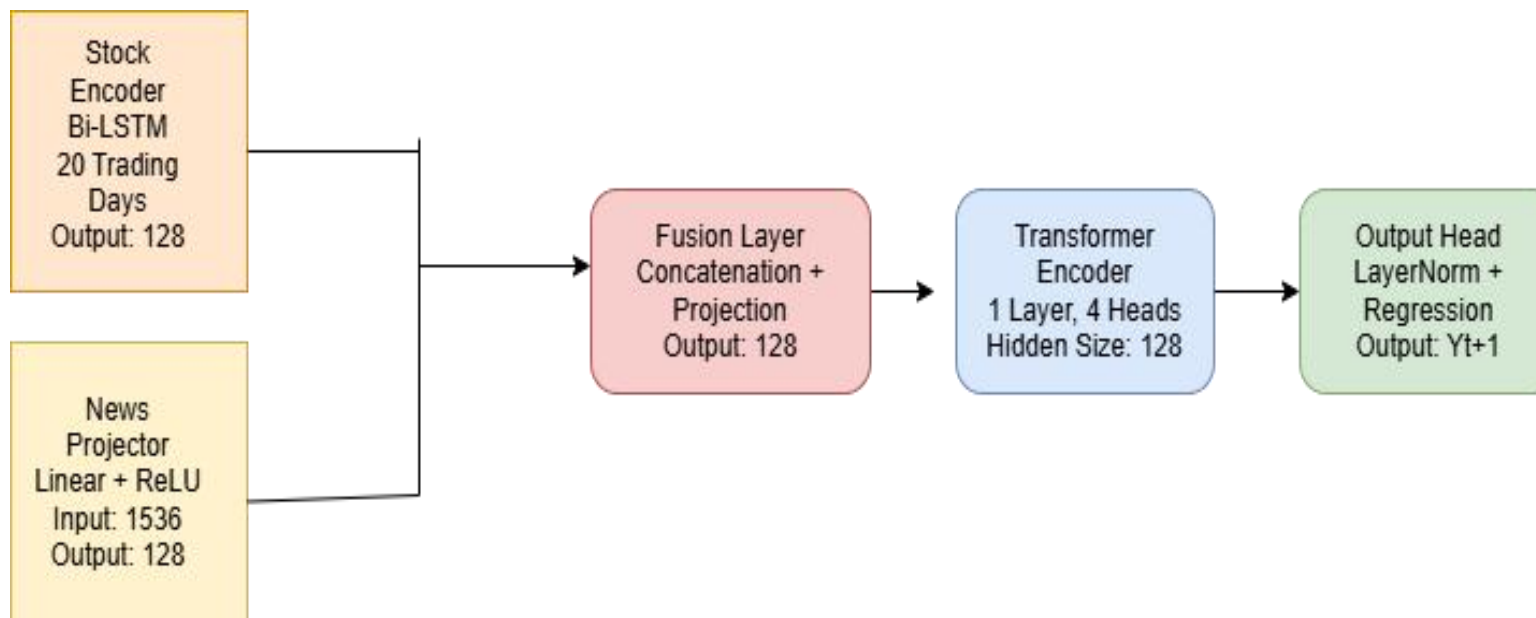 Stock
Encoder
Bi-LSTM
20 Trading
Days
Output: 128
News
Projector
Linear + ReLU
Input: 1536
Output: 128
Fusion Layer
Concatenation +
Projection
Output: 128
Transformer
Encoder
1 Layer, 4 Heads
Hidden Size: 128
Output Head
LayerNorm +
Regression
Output: Yt+1